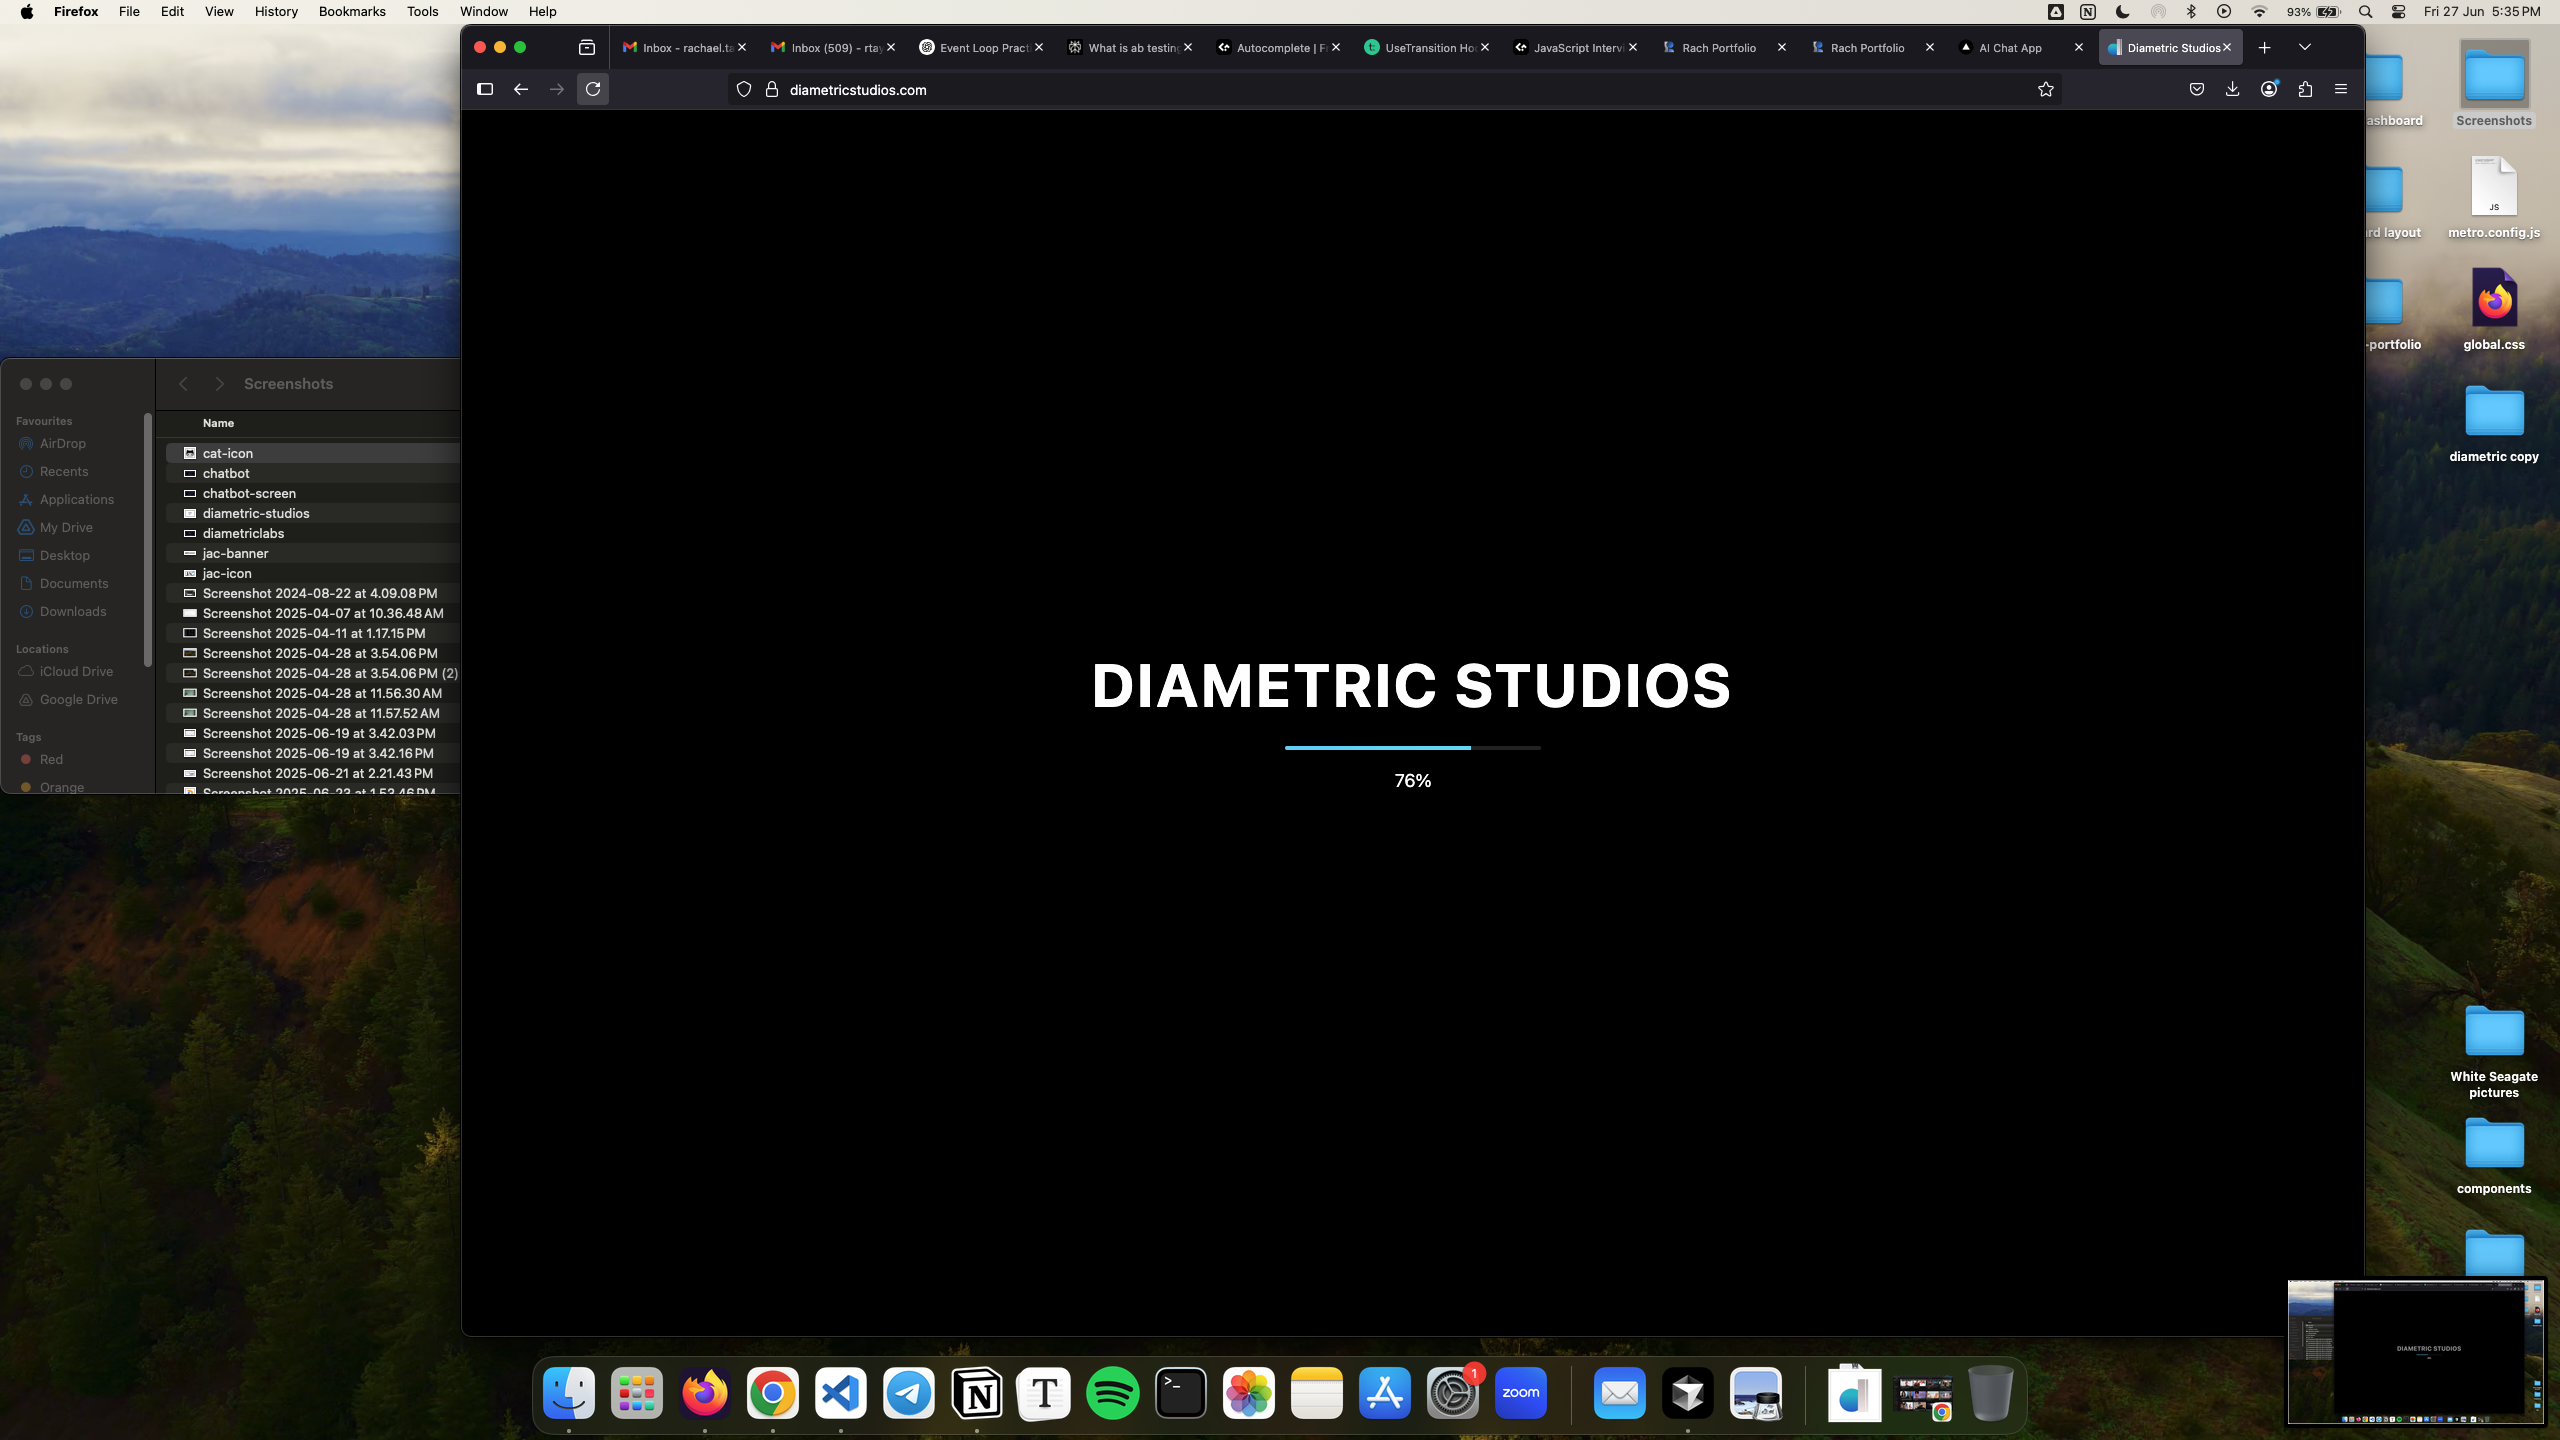 Firefox File Edit View History Bookmarks Tools Window Help
93% Fri 27 Jun 5:35 PM
Inbox - rachael.ta
Inbox (509) - rtay
Event Loop Practi
What is ab testing
Autocomplete | Fr
UseTransition Hoo
JavaScript Intervi
Rach Portfolio
Rach Portfolio
AI Chat App
Diametric Studios
diametricstudios.com
Screenshots
Favourites
AirDrop
Recents
Applications
My Drive
Desktop
Documents
Downloads
Locations
iCloud Drive
Google Drive
Tags
Red
Orange
Name
cat-icon
chatbot
chatbot-screen
diametric-studios
diametriclabs
jac-banner
jac-icon
Screenshot 2024-08-22 at 4.09.08 PM
Screenshot 2025-04-07 at 10.36.48 AM
Screenshot 2025-04-11 at 1.17.15 PM
Screenshot 2025-04-28 at 3.54.06 PM
Screenshot 2025-04-28 at 3.54.06 PM (2)
Screenshot 2025-04-28 at 11.56.30 AM
Screenshot 2025-04-28 at 11.57.52 AM
Screenshot 2025-06-19 at 3.42.03 PM
Screenshot 2025-06-19 at 3.42.16 PM
Screenshot 2025-06-21 at 2.21.43 PM
Screenshot 2025-06-23 at 1.53.46 PM
DIAMETRIC STUDIOS
76%
ashboard
Screenshots
rd layout
JS
metro.config.js
-portfolio
global.css
diametric copy
White Seagate
pictures
components
1
zoom
DIAMETRIC STUDIOS